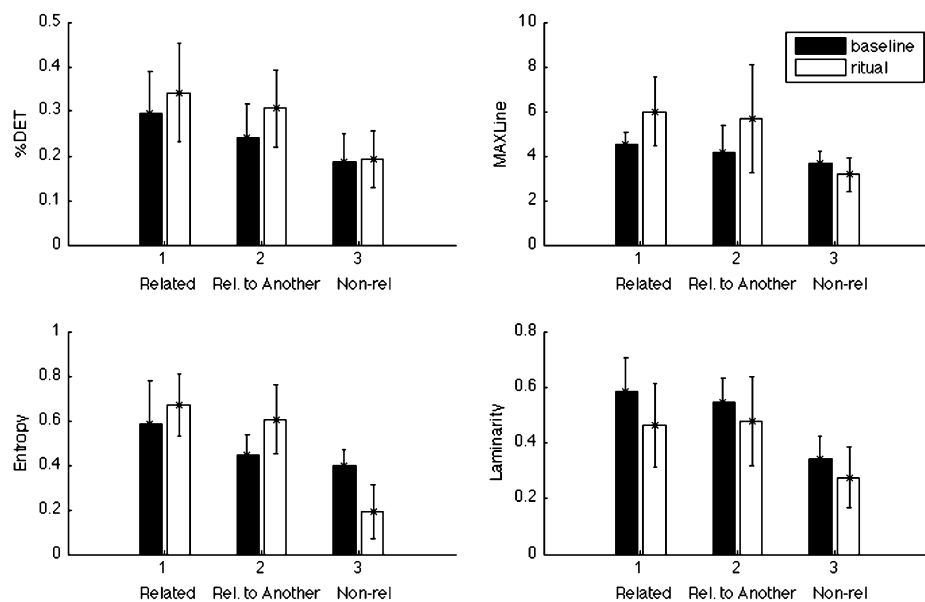 %DET
0.5
0.4
0.3
0.2
0.1
0
1 2 3
Related Rel. to Another Non-rel
MAXLine
10
8
6
4
2
0
1 2 3
Related Rel. to Another Non-rel
baseline
ritual
Entropy
1
0.8
0.6
0.4
0.2
0
1 2 3
Related Rel. to Another Non-rel
Laminarity
0.8
0.6
0.4
0.2
0
1 2 3
Related Rel. to Another Non-rel